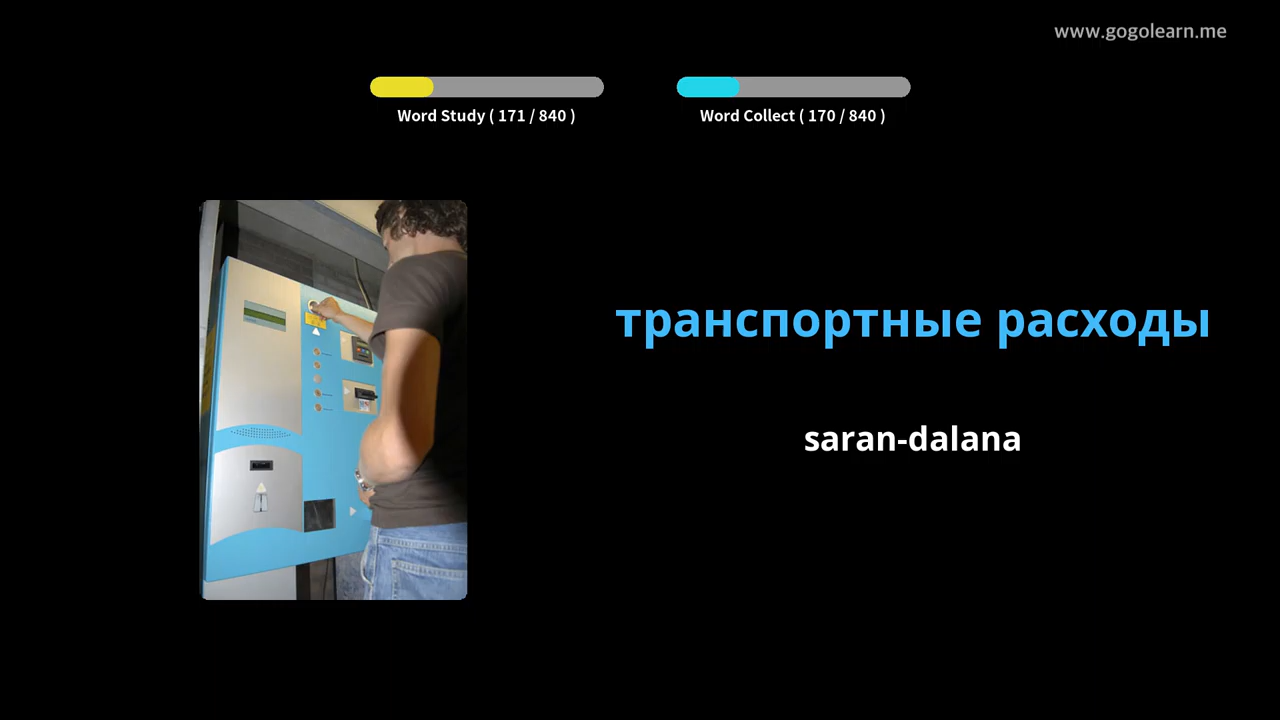 www.gogolearn.me
Word Study ( 171 / 840 )
Word Collect ( 170 / 840 )
транспортные расходы
saran-dalana